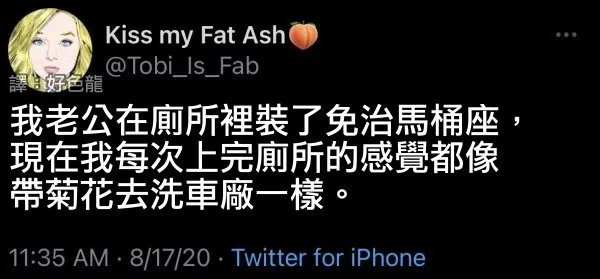 Kiss my Fat Ash🍑
@Tobi_Is_Fab
譯：好色龍
我老公在廁所裡裝了免治馬桶座，
現在我每次上完廁所的感覺都像
帶菊花去洗車廠一樣。
11:35 AM · 8/17/20 · Twitter for iPhone